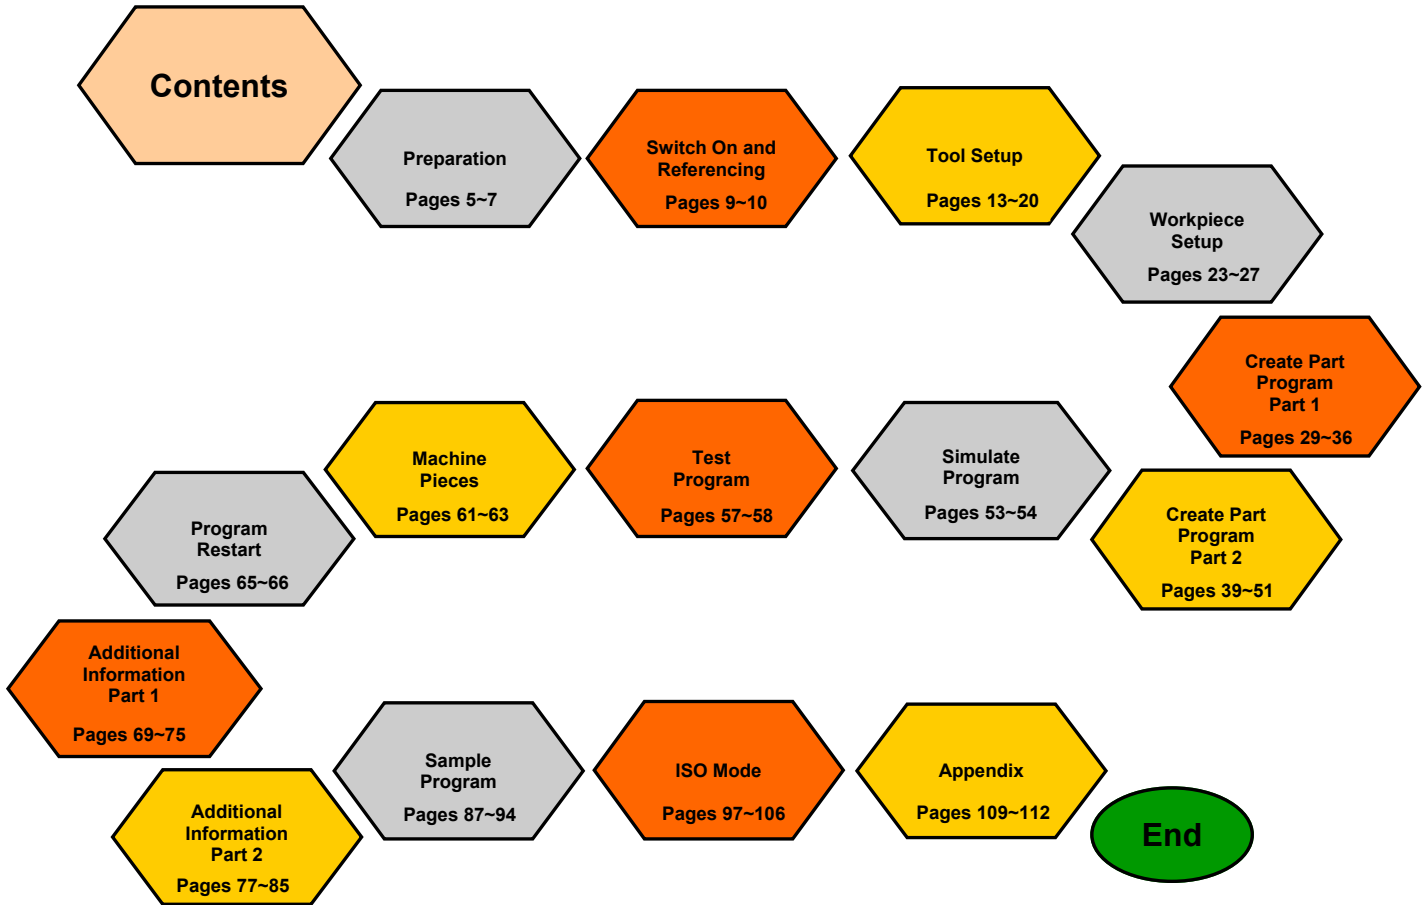 Contents
Preparation
Pages 5~7
Switch On and
Referencing
Pages 9~10
Tool Setup
Pages 13~20
Workpiece
Setup
Pages 23~27
Create Part
Program
Part 1
Pages 29~36
Create Part
Program
Part 2
Pages 39~51
Simulate
Program
Pages 53~54
Test
Program
Pages 57~58
Machine
Pieces
Pages 61~63
Program
Restart
Pages 65~66
Additional
Information
Part 1
Pages 69~75
Additional
Information
Part 2
Pages 77~85
Sample
Program
Pages 87~94
ISO Mode
Pages 97~106
Appendix
Pages 109~112
End